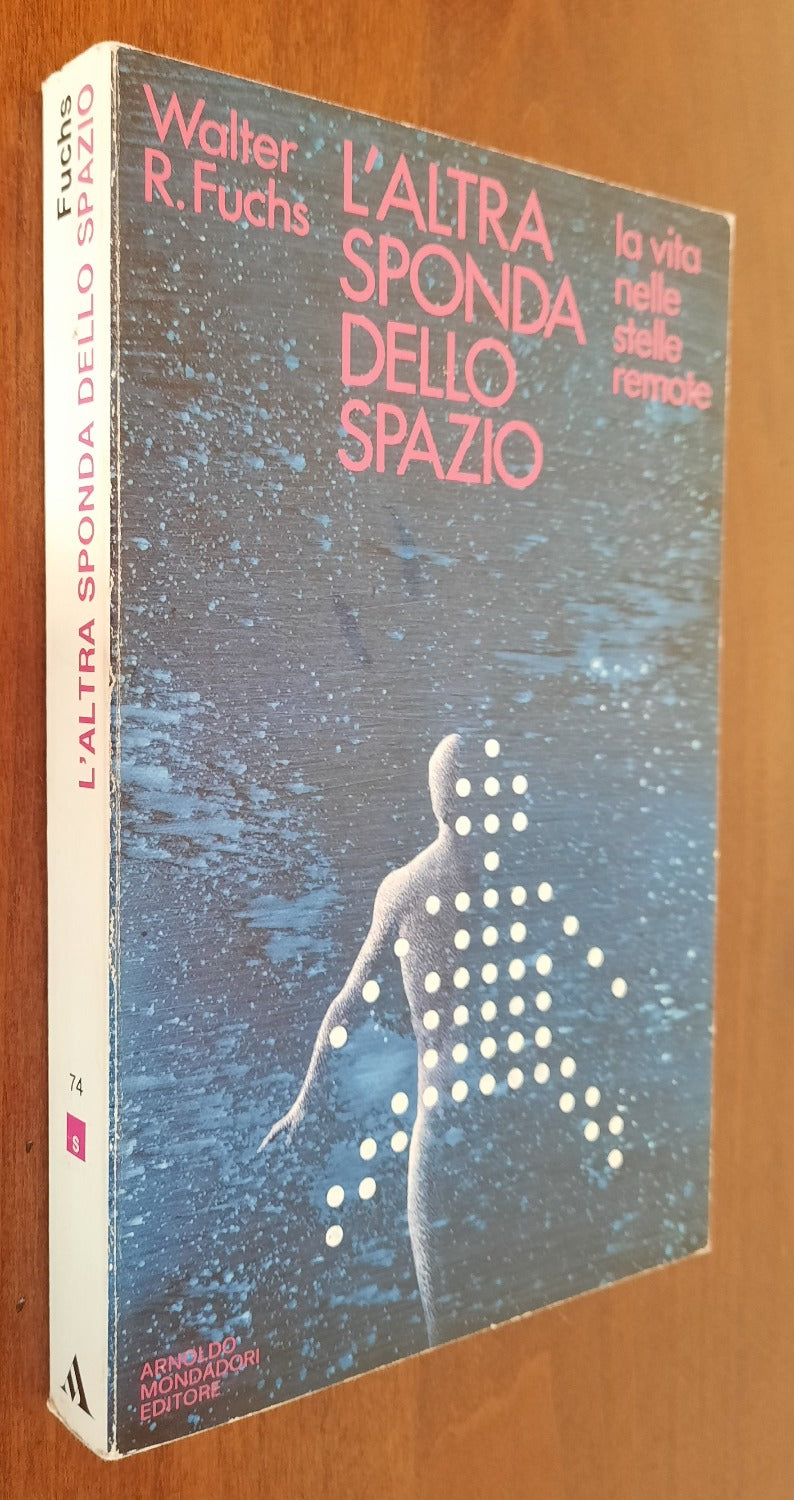 Fuchs
L'ALTRA SPONDA DELLO SPAZIO
74
S
Walter
R. Fuchs
L'ALTRA
SPONDA
DELLO
SPAZIO
la vita
nelle
stelle
remote
ARNOLDO
MONDADORI
EDITORE